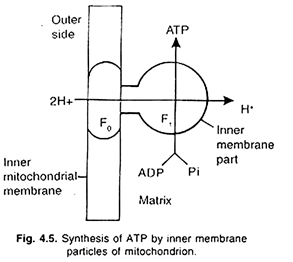 Outer
side
ATP
2H+
F0
F1
H+
Inner
membrane
part
Inner
mitochondrial
membrane
ADP
Pi
Matrix
Fig. 4.5. Synthesis of ATP by inner membrane
particles of mitochondrion.